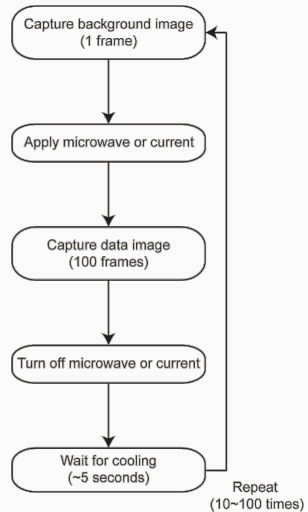 Capture background image
(1 frame)
Apply microwave or current
Capture data image
(100 frames)
Turn off microwave or current
Wait for cooling
(~5 seconds)
Repeat
(10~100 times)